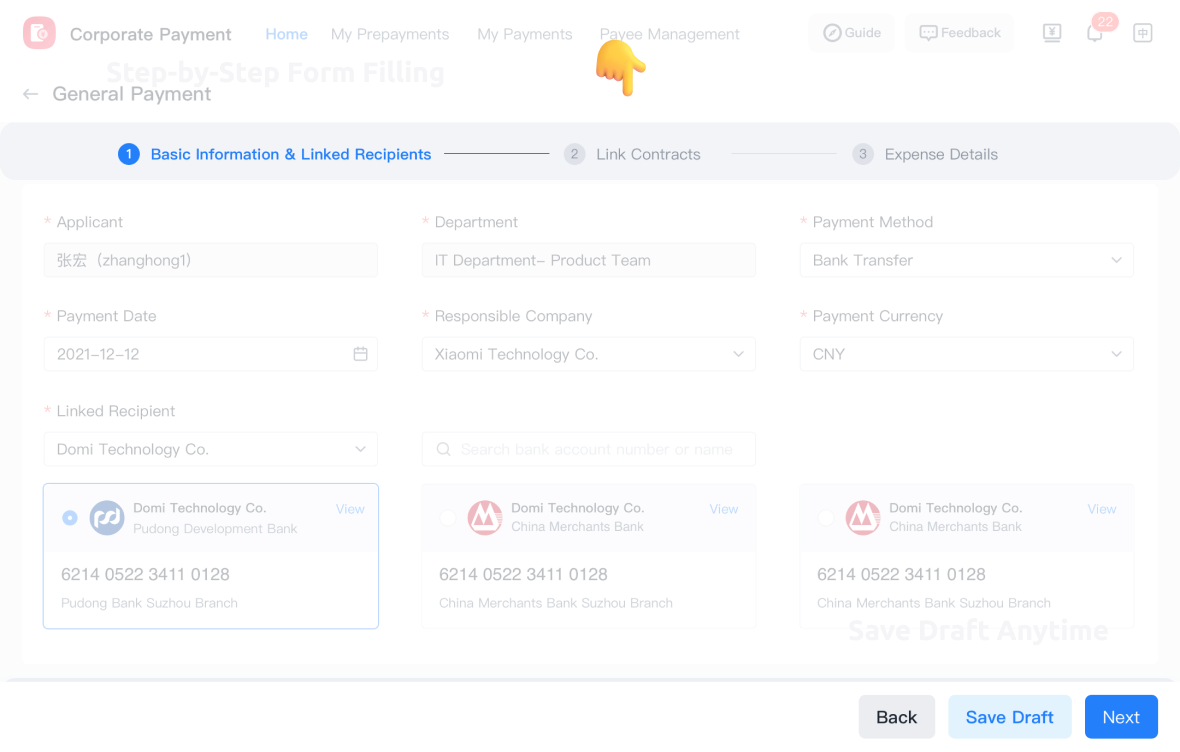 Corporate Payment Home My Prepayments My Payments Payee Management Guide Feedback ¥ 22 中
Step-by-Step Form Filling
← General Payment
1 Basic Information & Linked Recipients 2 Link Contracts 3 Expense Details
* Applicant * Department * Payment Method
张宏（zhanghong1） IT Department– Product Team Bank Transfer
* Payment Date * Responsible Company * Payment Currency
2021–12–12 Xiaomi Technology Co. CNY
* Linked Recipient
Domi Technology Co. Search bank account number or name
Domi Technology Co. View Domi Technology Co. View Domi Technology Co. View
Pudong Development Bank China Merchants Bank China Merchants Bank
6214 0522 3411 0128 6214 0522 3411 0128 6214 0522 3411 0128
Pudong Bank Suzhou Branch China Merchants Bank Suzhou Branch China Merchants Bank Suzhou Branch
Save Draft Anytime
Back Save Draft Next